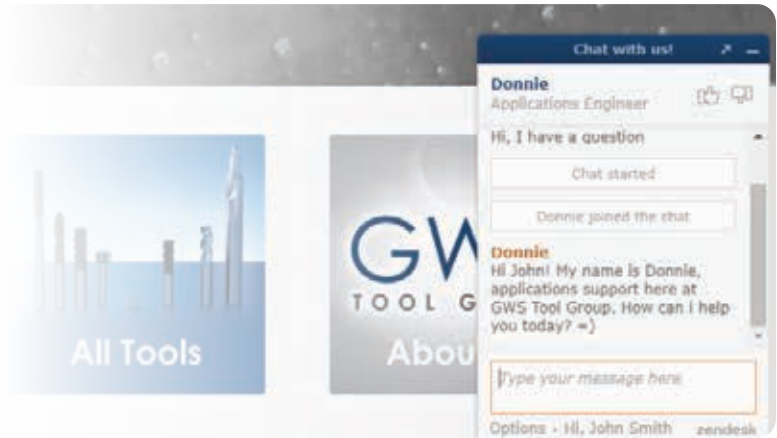 All Tools
GW
TOOL G
Abou
Chat with us!
Donnie
Applications Engineer
Hi, I have a question
Chat started
Donnie joined the chat
Donnie
Hi John! My name is Donnie,
applications support here at
GWS Tool Group. How can i help
you today? =)
Type your message here
Options - Hi, John Smith
zendesk